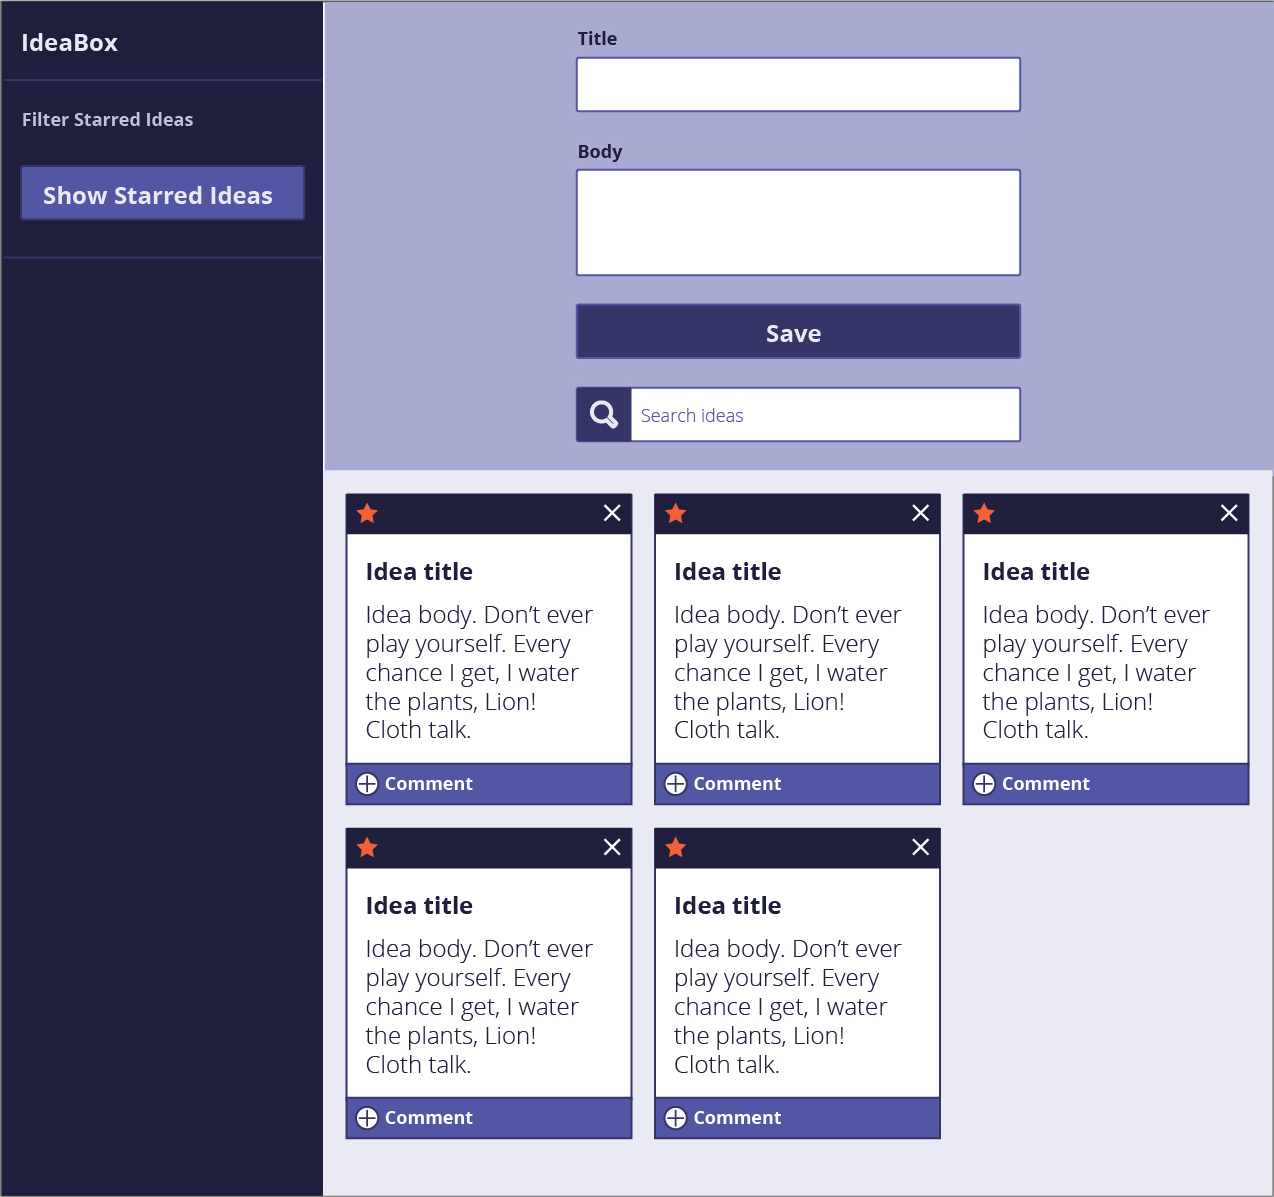 IdeaBox
Filter Starred Ideas
Show Starred Ideas
Title
Body
Save
Search ideas
Idea title
Idea body. Don’t ever
play yourself. Every
chance I get, I water
the plants, Lion!
Cloth talk.
Comment
Idea title
Idea body. Don’t ever
play yourself. Every
chance I get, I water
the plants, Lion!
Cloth talk.
Comment
Idea title
Idea body. Don’t ever
play yourself. Every
chance I get, I water
the plants, Lion!
Cloth talk.
Comment
Idea title
Idea body. Don’t ever
play yourself. Every
chance I get, I water
the plants, Lion!
Cloth talk.
Comment
Idea title
Idea body. Don’t ever
play yourself. Every
chance I get, I water
the plants, Lion!
Cloth talk.
Comment